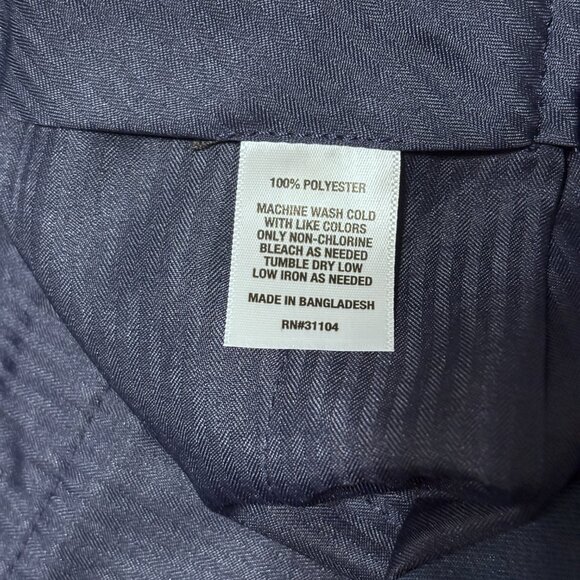 100% POLYESTER
MACHINE WASH COLD
WITH LIKE COLORS
ONLY NON-CHLORINE
BLEACH AS NEEDED
TUMBLE DRY LOW
LOW IRON AS NEEDED
MADE IN BANGLADESH
RN#31104